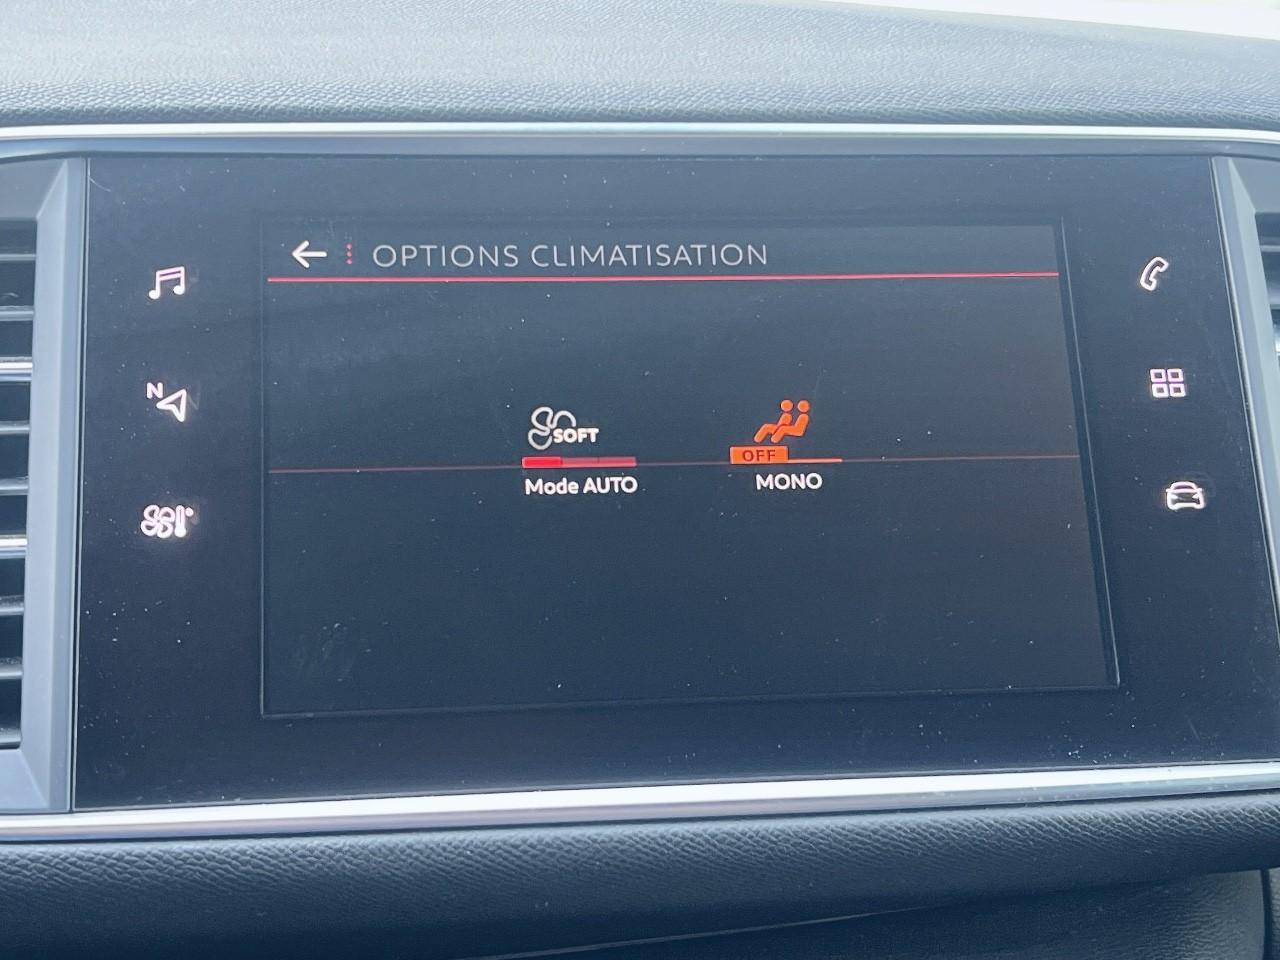 OPTIONS CLIMATISATION
N
SOFT
Mode AUTO
OFF
MONO